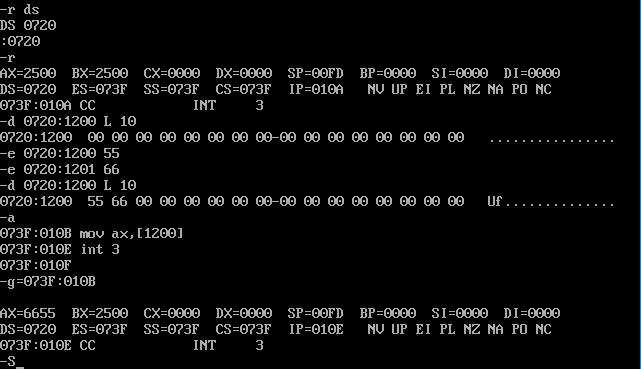 -r ds
DS 0720
:0720
-r
AX=2500  BX=2500  CX=0000  DX=0000  SP=00FD  BP=0000  SI=0000  DI=0000
DS=0720  ES=073F  SS=073F  CS=073F  IP=010A   NV UP EI PL NZ NA PO NC
073F:010A CC            INT     3
-d 0720:1200 L 10
0720:1200  00 00 00 00 00 00 00 00-00 00 00 00 00 00 00 00   ................
-e 0720:1200 55
-e 0720:1201 66
-d 0720:1200 L 10
0720:1200  55 66 00 00 00 00 00 00-00 00 00 00 00 00 00 00   Uf..............
-a
073F:010B mov ax,[1200]
073F:010E int 3
073F:010F
-g=073F:010B
AX=6655  BX=2500  CX=0000  DX=0000  SP=00FD  BP=0000  SI=0000  DI=0000
DS=0720  ES=073F  SS=073F  CS=073F  IP=010E   NV UP EI PL NZ NA PO NC
073F:010E CC            INT     3
-S_